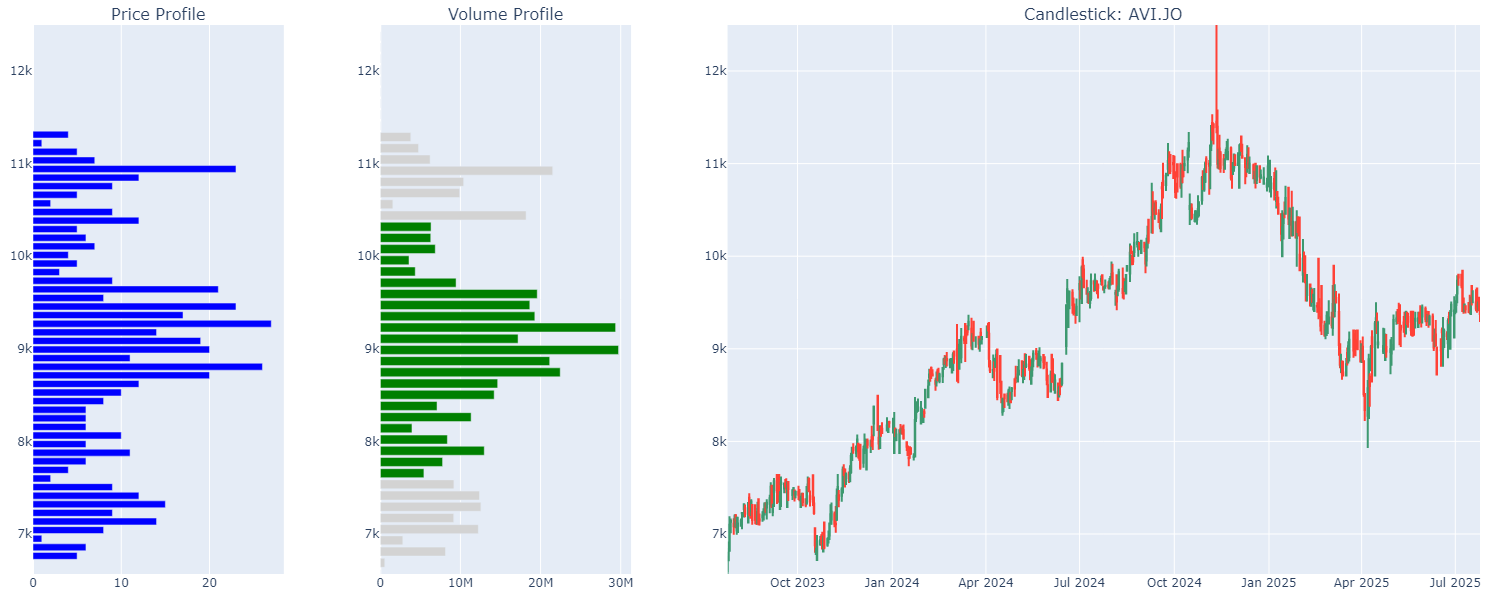 Price Profile
Volume Profile
Candlestick: AVI.JO
12k
11k
10k
9k
8k
7k
0
10
20
12k
11k
10k
9k
8k
7k
0
10M
20M
30M
12k
11k
10k
9k
8k
7k
Oct 2023
Jan 2024
Apr 2024
Jul 2024
Oct 2024
Jan 2025
Apr 2025
Jul 2025